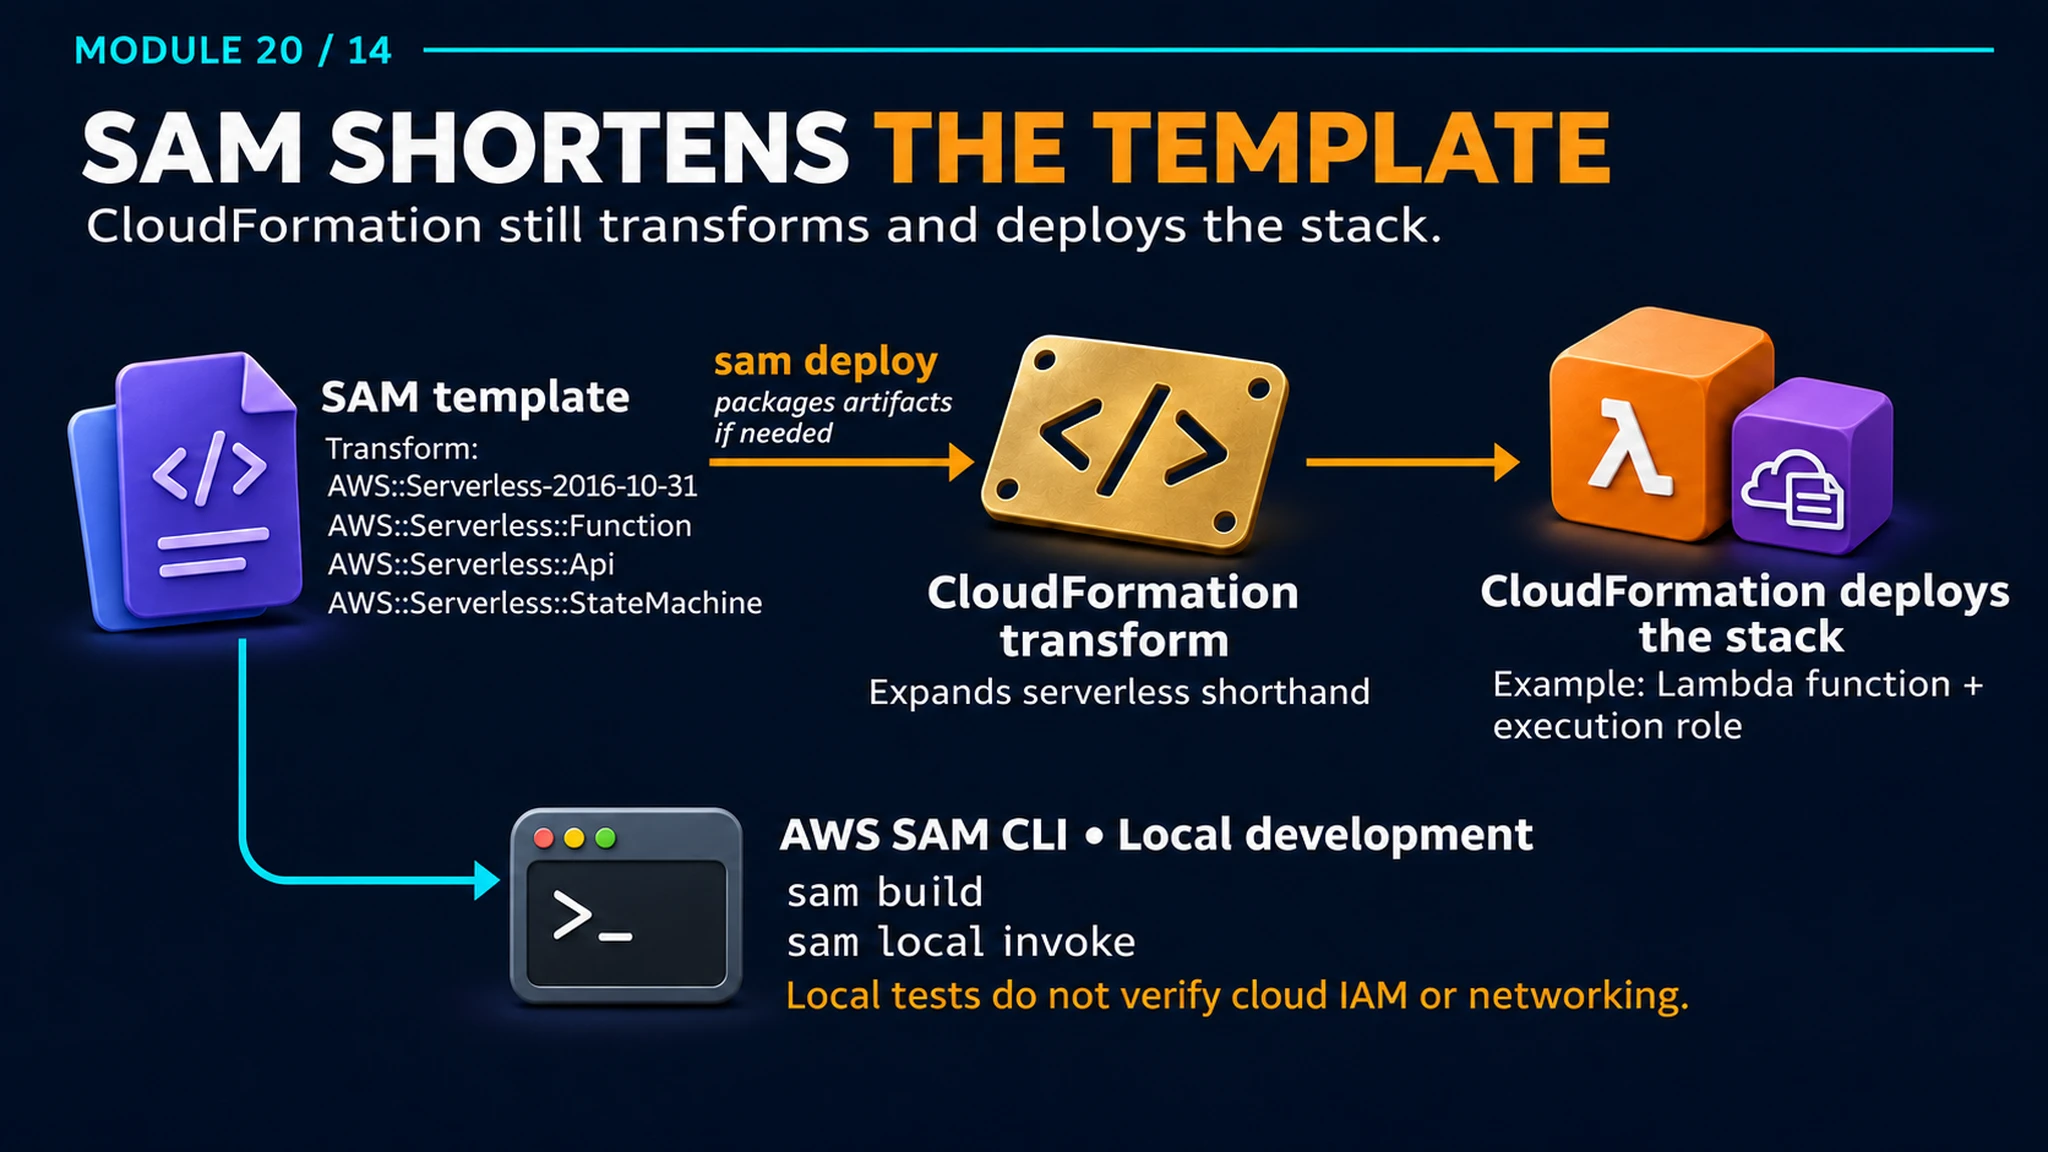 MODULE 20 / 14
SAM SHORTENS THE TEMPLATE
CloudFormation still transforms and deploys the stack.
SAM template
Transform:
AWS::Serverless-2016-10-31
AWS::Serverless::Function
AWS::Serverless::Api
AWS::Serverless::StateMachine
sam deploy
packages artifacts
if needed
</>
CloudFormation
transform
Expands serverless shorthand
λ
CloudFormation deploys
the stack
Example: Lambda function +
execution role
</>
>_
AWS SAM CLI • Local development
sam build
sam local invoke
Local tests do not verify cloud IAM or networking.